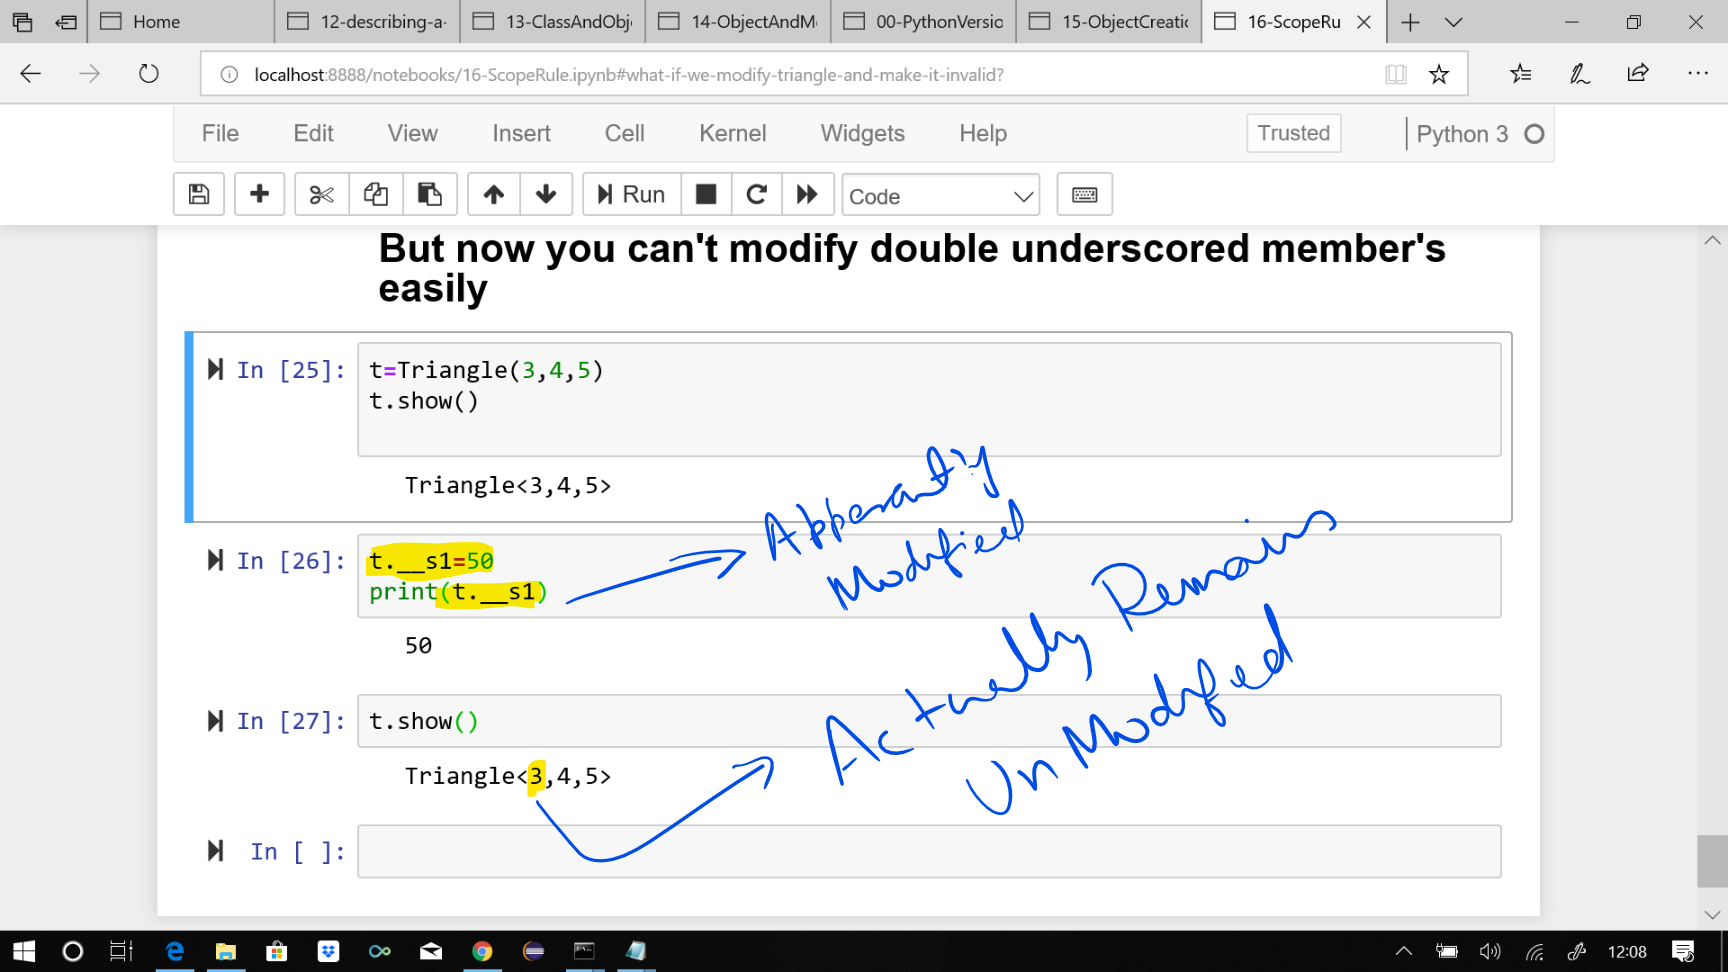 Home
12-describing-a-
13-ClassAndObj
14-ObjectAndM
00-PythonVersio
15-ObjectCreatio
16-ScopeRu
localhost:8888/notebooks/16-ScopeRule.ipynb#what-if-we-modify-triangle-and-make-it-invalid?
File Edit View Insert Cell Kernel Widgets Help Trusted Python 3
Run Code
But now you can't modify double underscored member's
easily
In [25]: t=Triangle(3,4,5)
t.show()
Triangle<3,4,5>
Apperantly
Modified
In [26]: t.__s1=50
print(t.__s1)
50
Actually Remains
UnModified
In [27]: t.show()
Triangle<3,4,5>
In [ ]:
12:08